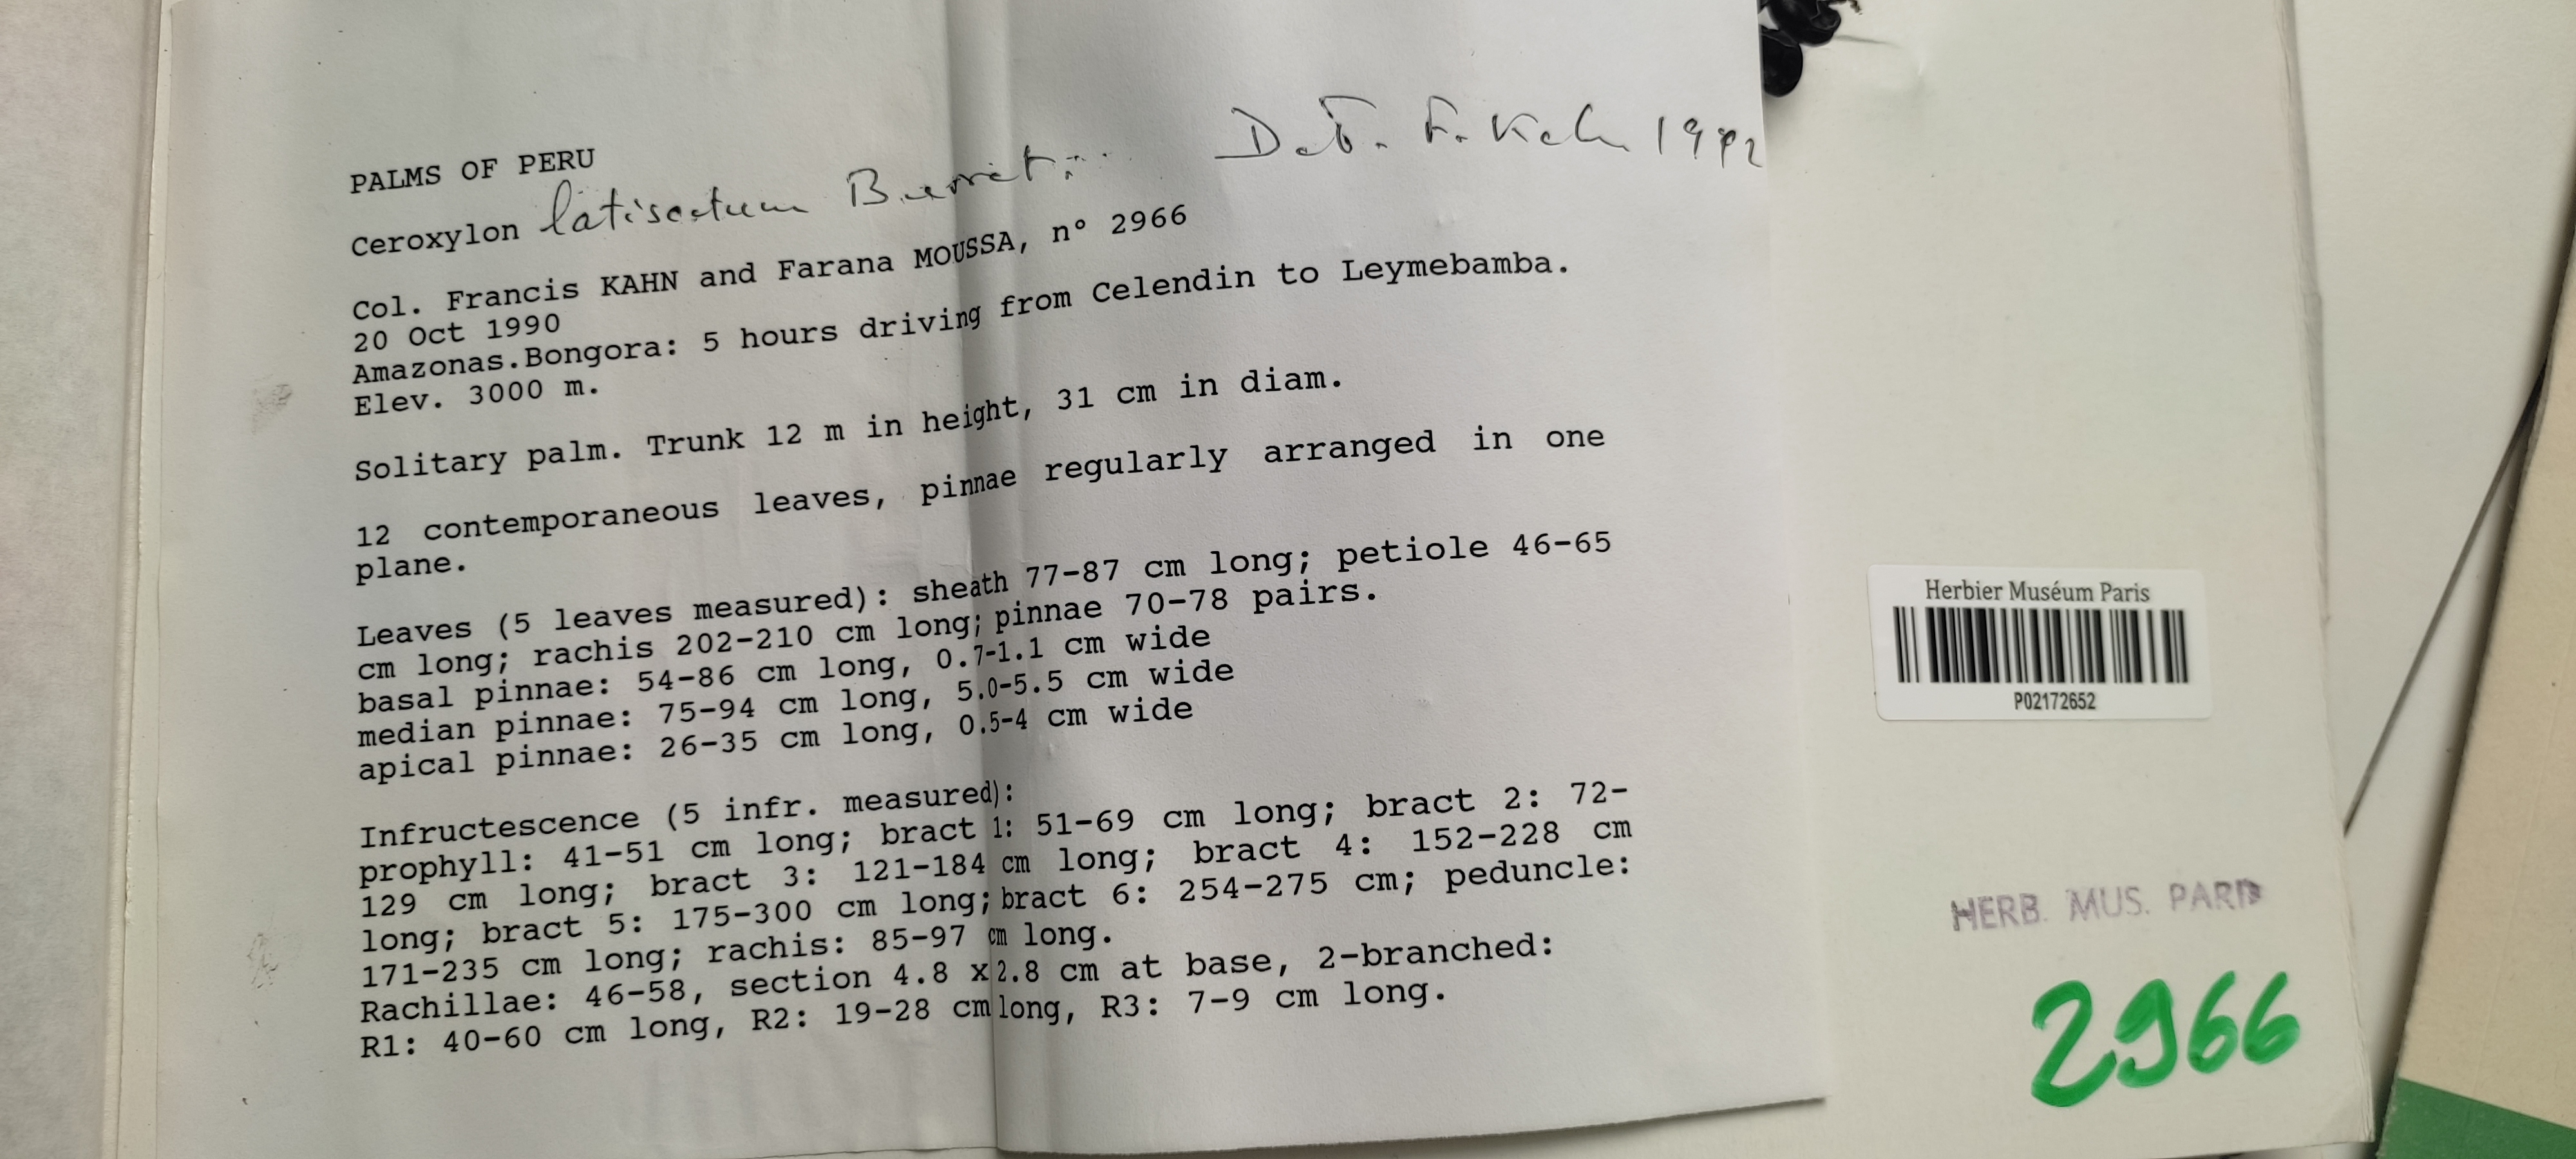 PALMS OF PERU
Ceroxylon latisectum Burret Det. F. Kahn 1992
Col. Francis KAHN and Farana MOUSSA, n° 2966
20 Oct 1990
Amazonas.Bongora: 5 hours driving from Celendin to Leymebamba.
Elev. 3000 m.
Solitary palm. Trunk 12 m in height, 31 cm in diam.
12 contemporaneous leaves, pinnae regularly arranged in one
plane.
Leaves (5 leaves measured): sheath 77-87 cm long; petiole 46-65
cm long; rachis 202-210 cm long; pinnae 70-78 pairs.
basal pinnae: 54-86 cm long, 0.7-1.1 cm wide
median pinnae: 75-94 cm long, 5.0-5.5 cm wide
apical pinnae: 26-35 cm long, 0.5-4 cm wide
Infructescence (5 infr. measured):
prophyll: 41-51 cm long; bract 1: 51-69 cm long; bract 2: 72-
129 cm long; bract 3: 121-184 cm long; bract 4: 152-228 cm
long; bract 5: 175-300 cm long; bract 6: 254-275 cm; peduncle:
171-235 cm long; rachis: 85-97 cm long.
Rachillae: 46-58, section 4.8 x 2.8 cm at base, 2-branched:
R1: 40-60 cm long, R2: 19-28 cm long, R3: 7-9 cm long.
Herbier Muséum Paris
P02172652
HERB. MUS. PARIS
2966